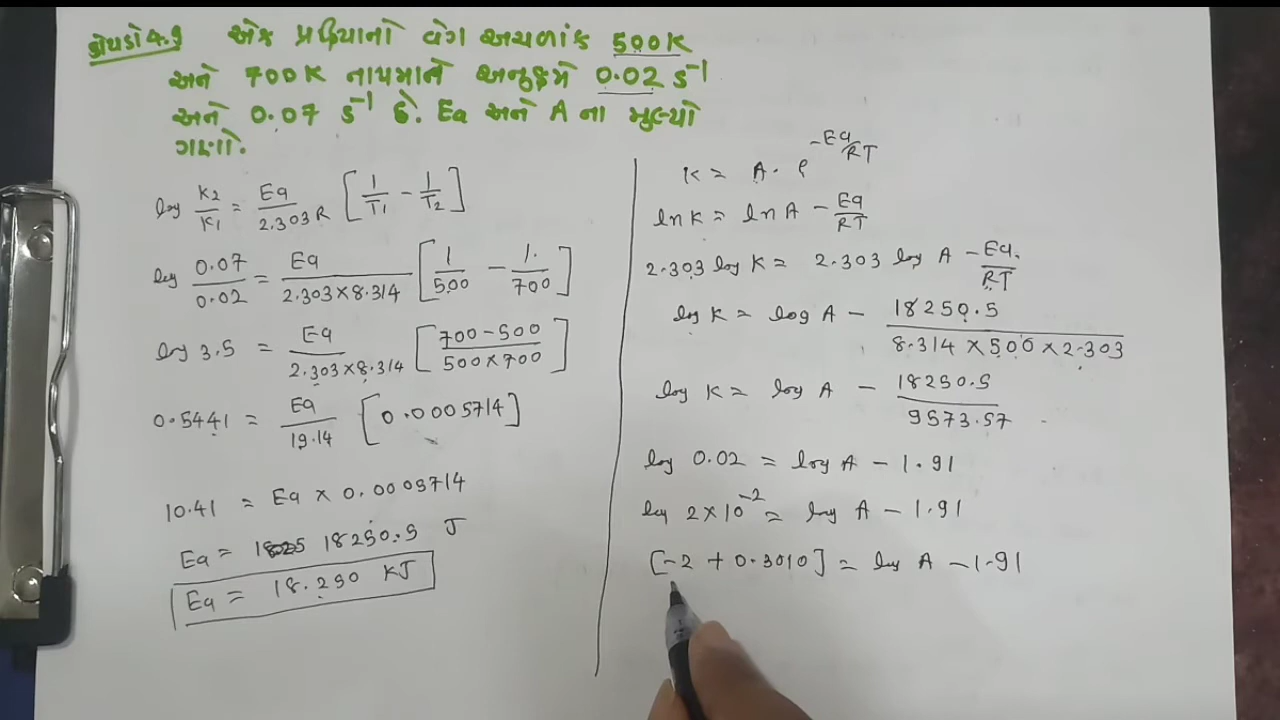 કોયડો 4.9 એક પ્રક્રિયાનો વેગ અચળાંક 500K
અને 700K તાપમાને અનુક્રમે 0.02 s⁻¹
અને 0.07 s⁻¹ છે. Ea અને A ના મુલ્યો
ગણો.
log K2/K1 = Ea/2.303R [1/T1 - 1/T2]
log 0.07/0.02 = Ea/2.303×8.314 [1/500 - 1/700]
log 3.5 = Ea/2.303×8.314 [700-500/500×700]
0.5441 = Ea/19.14 [0.0005714]
10.41 = Ea × 0.0005714
Ea = 18250.5 J
Ea = 18.250 KJ
K = A. e^-Ea/RT
ln K = ln A - Ea/RT
2.303 log K = 2.303 log A - Ea/RT
log K = log A - 18250.5/8.314×500×2.303
log K = log A - 18250.5/9573.57
log 0.02 = log A - 1.91
log 2×10⁻² = log A - 1.91
[-2 + 0.3010] = log A - 1.91